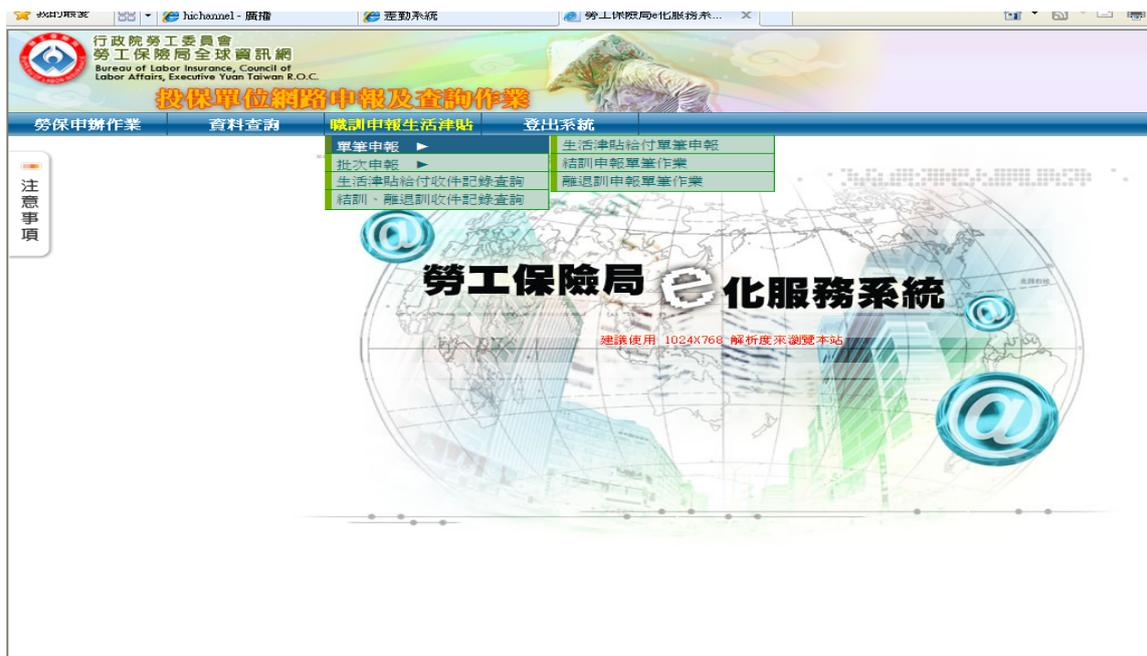 我的最愛
hichannel - 廣播
差勤系統
勞工保險局e化服務系...
行政院勞工委員會
勞工保險局全球資訊網
Bureau of Labor Insurance, Council of
Labor Affairs, Executive Yuan Taiwan R.O.C.
投保單位網路申報及查詢作業
勞保申辦作業 資料查詢 職訓申報生活津貼 登出系統
單筆申報 ►
批次申報 ►
生活津貼給付收件記錄查詢
結訓、離退訓收件記錄查詢
生活津貼給付單筆申報
結訓申報單筆作業
離退訓申報單筆作業
注意事項
勞工保險局e化服務系統
建議使用 1024X768 解析度來瀏覽本站